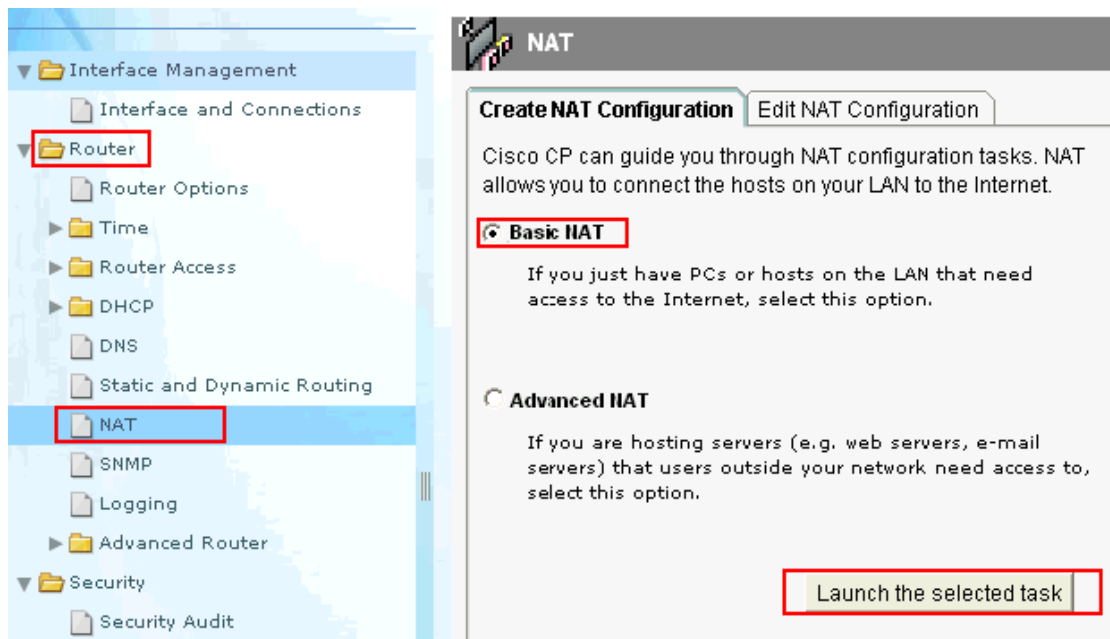 Interface Management
Interface and Connections
Router
Router Options
Time
Router Access
DHCP
DNS
Static and Dynamic Routing
NAT
SNMP
Logging
Advanced Router
Security
Security Audit
NAT
Create NAT Configuration
Edit NAT Configuration
Cisco CP can guide you through NAT configuration tasks. NAT
allows you to connect the hosts on your LAN to the Internet.
Basic NAT
If you just have PCs or hosts on the LAN that need
access to the Internet, select this option.
Advanced NAT
If you are hosting servers (e.g. web servers, e-mail
servers) that users outside your network need access to,
select this option.
Launch the selected task